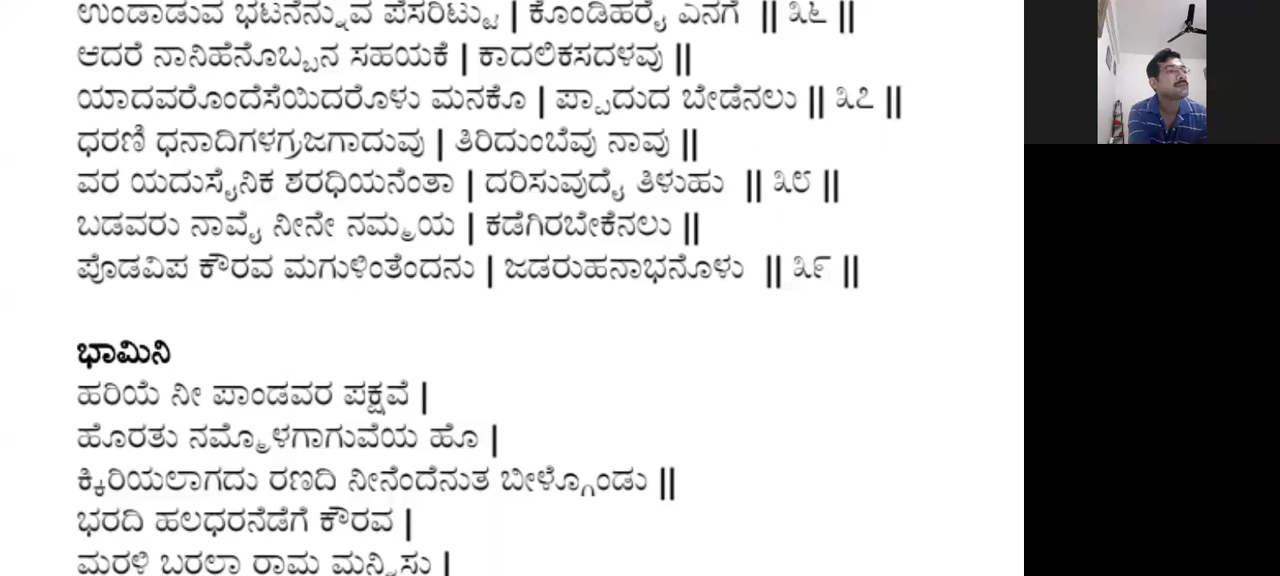 ಉಂಡಾಡುವ ಭಟನೆನ್ನುವ ಪೆಸರಿಟ್ಟು | ಕೊಂಡಿಹರೈ ಎನಗೆ || ೩೬ ||
ಆದರೆ ನಾನಿಹೆನೊಬ್ಬನ ಸಹಯಕೆ | ಕಾದಲಿಕಸದಳವು ||
ಯಾದವರೊಂದೆಸೆಯಿದರೊಳು ಮನಕೊ | ಪ್ಪಾದುದ ಬೇಡೆನಲು || ೩೭ ||
ಧರಣಿ ಧನಾದಿಗಳಗ್ರಜಗಾದುವು | ತಿರಿದುಂಬೆವು ನಾವು ||
ವರ ಯದುಸೈನಿಕ ಶರಧಿಯನೆಂತಾ | ದರಿಸುವುದೈ ತಿಳುಹು || ೩೮ ||
ಬಡವರು ನಾವೈ ನೀನೇ ನಮ್ಮಯ | ಕಡೆಗಿರಬೇಕೆನಲು ||
ಪೊಡವಿಪ ಕೌರವ ಮಗುಳಿಂತೆಂದನು | ಜಡರುಹನಾಭನೊಳು || ೩೯ ||
ಭಾಮಿನಿ
ಹರಿಯೆ ನೀ ಪಾಂಡವರ ಪಕ್ಷವೆ |
ಹೊರತು ನಮ್ಮೊಳಗಾಗುವೆಯ ಹೊ |
ಕ್ಕಿರಿಯಲಾಗದು ರಣದಿ ನೀನೆಂದೆನುತ ಬೀಳ್ಗೊಂಡು ||
ಭರದಿ ಹಲಧರನೆಡೆಗೆ ಕೌರವ |
ಮರಳಿ ಬರಲಾ ರಾಮ ಮನ್ನಿಸು |